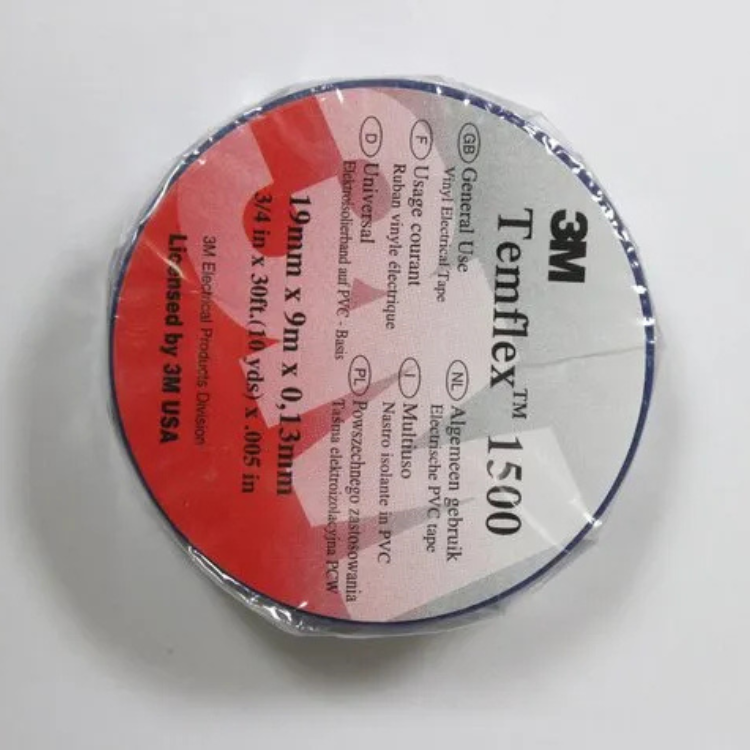 3M
Temflex™ 1500
GB General Use
Vinyl Electrical Tape
F Usage courant
Ruban vinyle électrique
D Universal
Elektroisolierband auf PVC - Basis
NL Algemeen gebruik
Electrische PVC tape
I Multiuso
Nastro isolante in PVC
PL Powszechnego zastosowania
Taśma elektroizolacyjna PCW
19mm x 9m x 0,13mm
3/4 in x 30ft.(10 yds) x .005 in
3M Electrical Products Division
Licensed by 3M USA